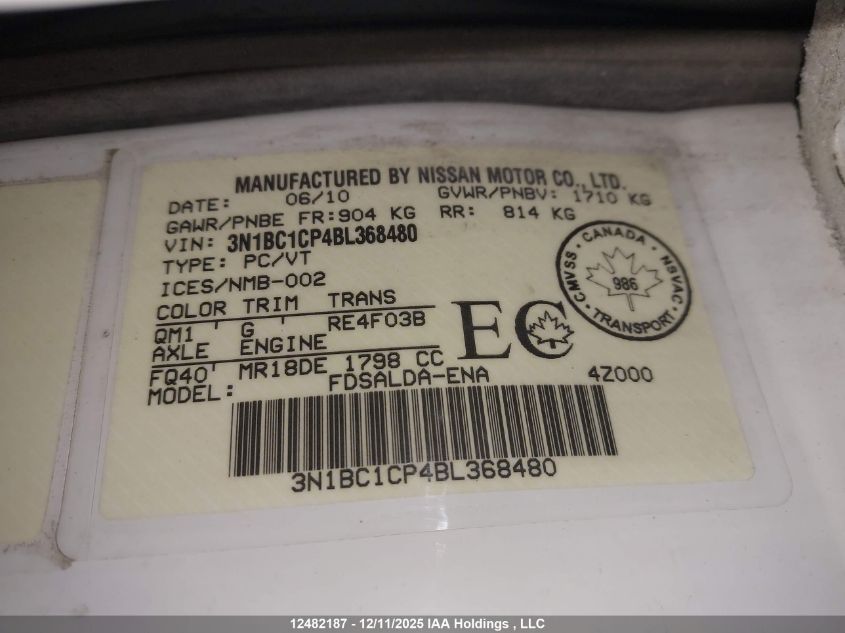 MANUFACTURED BY NISSAN MOTOR CO., LTD.
DATE: 06/10 GVWR/PNBV: 1710 KG
GAWR/PNBE FR:904 KG RR: 814 KG
VIN: 3N1BC1CP4BL368480
TYPE: PC/VT
ICES/NMB-002
COLOR TRIM TRANS
QM1 ' G ' RE4F03B
AXLE ENGINE
FQ40' MR18DE 1798 CC
MODEL: FDSALDA-ENA 4Z000
EC
CANADA
CMVSS · NSVAC
986
TRANSPORT
3N1BC1CP4BL368480
12482187 - 12/11/2025 IAA Holdings , LLC